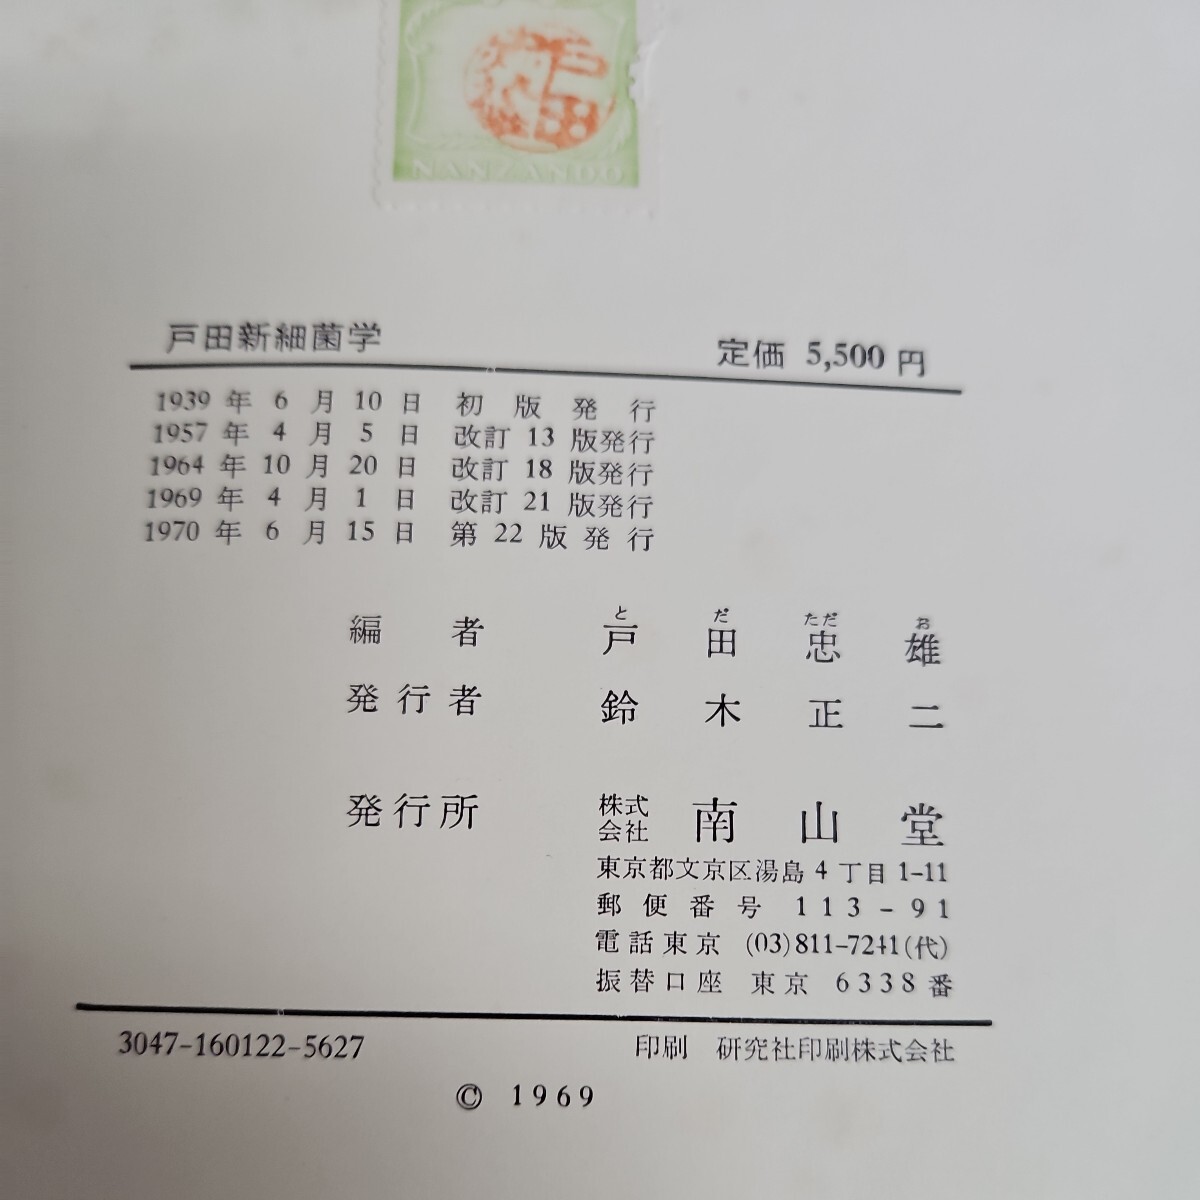 NANZANDO
戸田新細菌学
定価 5,500 円
1939 年 6 月 10 日 初版発行
1957 年 4 月 5 日 改訂 13 版発行
1964 年 10 月 20 日 改訂 18 版発行
1969 年 4 月 1 日 改訂 21 版発行
1970 年 6 月 15 日 第 22 版発行
と だ ただ お
編者 戸田忠雄
発行者 鈴木正二
発行所 株式会社 南山堂
東京都文京区湯島 4 丁目 1-11
郵便番号 113-91
電話東京 (03)811-7241(代)
振替口座 東京 6338番
3047-160122-5627 印刷 研究社印刷株式会社
© 1969